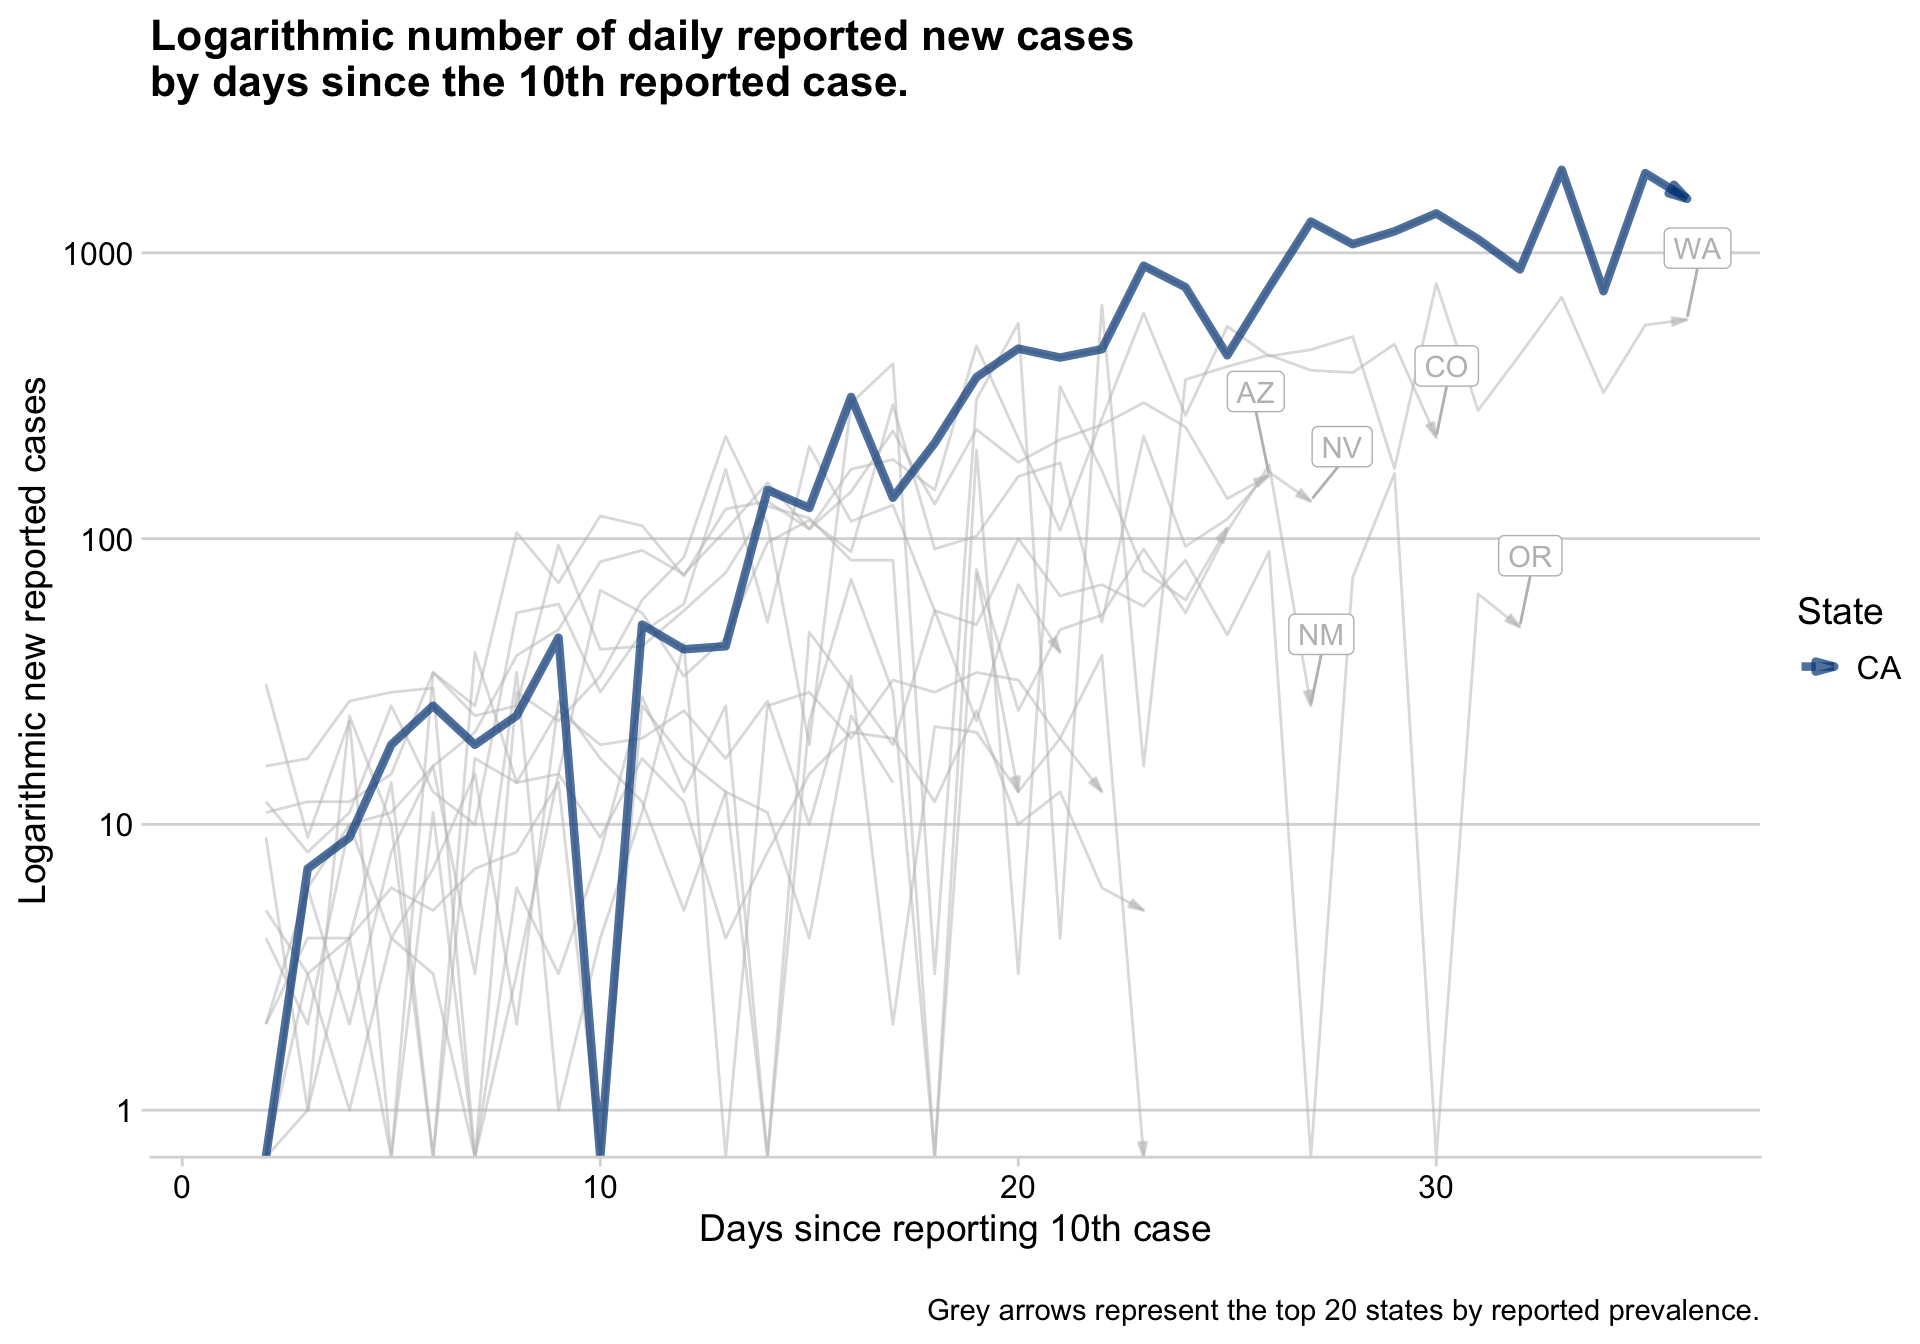 Logarithmic number of daily reported new cases
by days since the 10th reported case.
Logarithmic new reported cases
1000
100
10
1
WA
CO
AZ
NV
OR
NM
State
CA
0
10
20
30
Days since reporting 10th case
Grey arrows represent the top 20 states by reported prevalence.